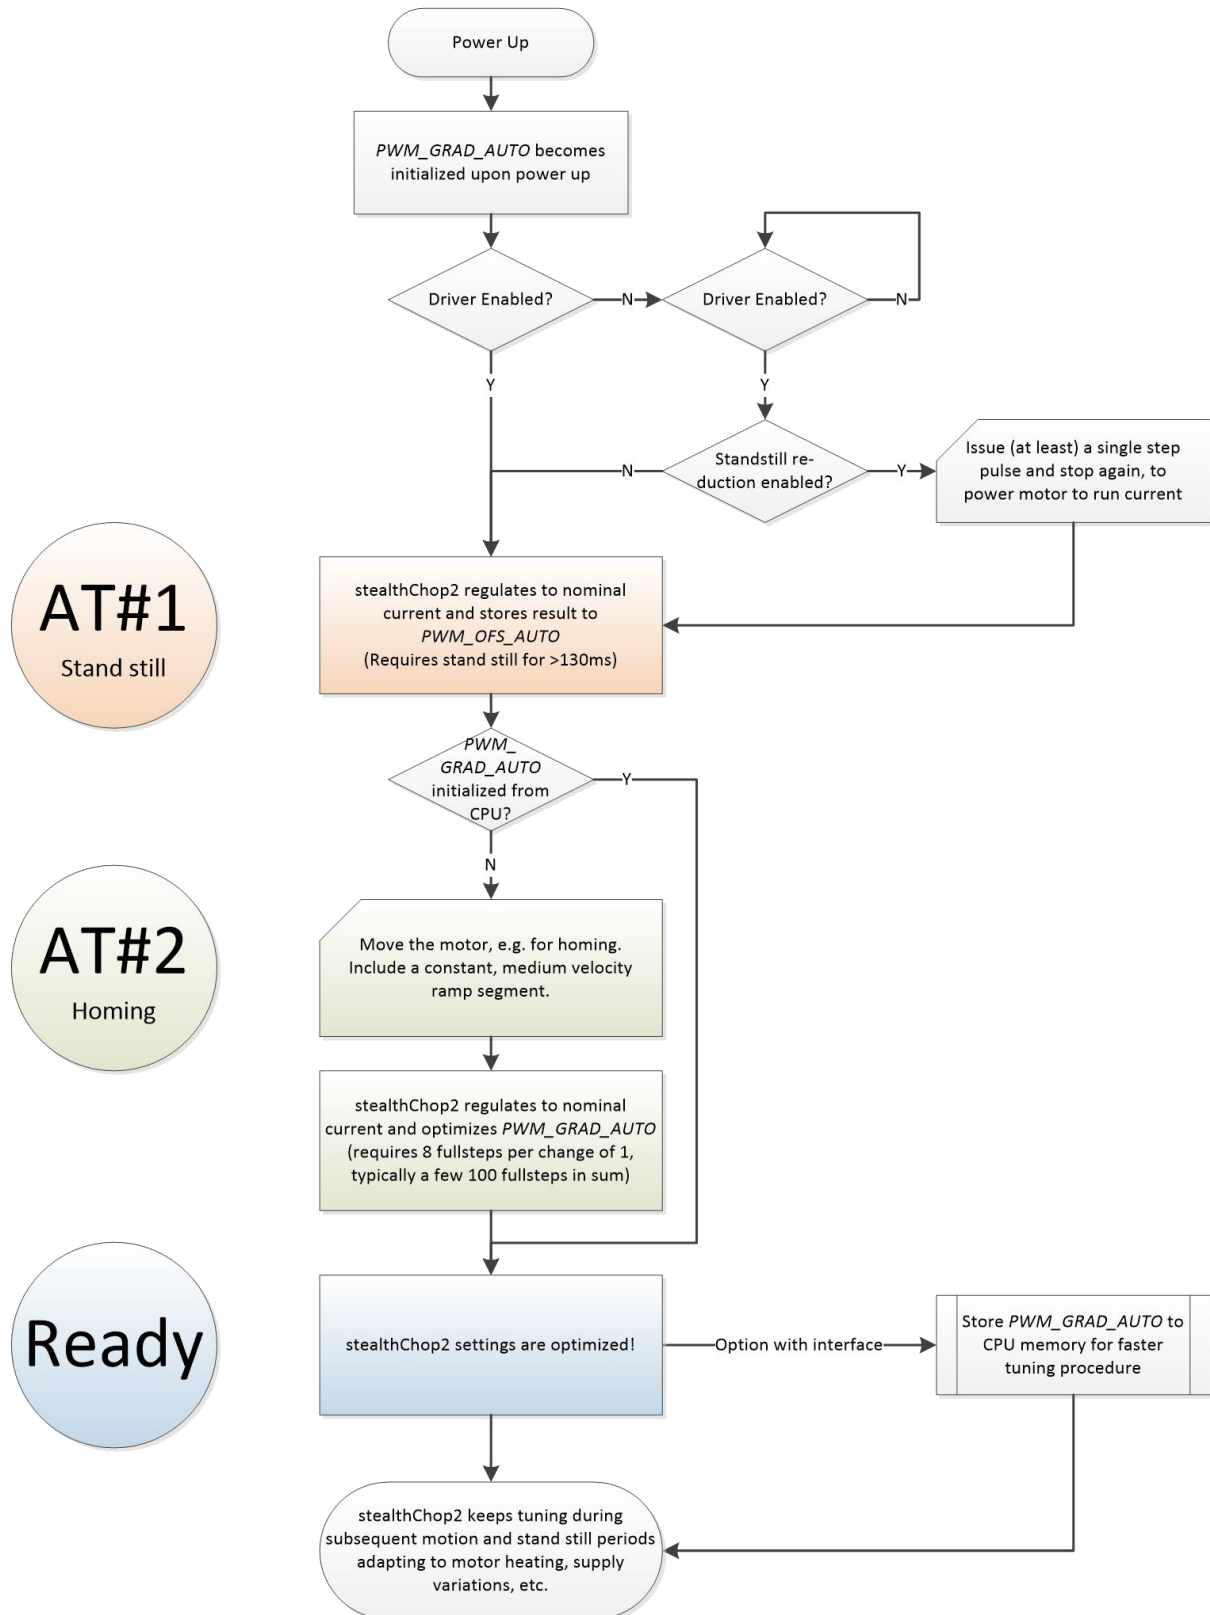 Power Up
PWM_GRAD_AUTO becomes
initialized upon power up
Driver Enabled?
N
Driver Enabled?
N
Y
Y
Standstill re-
duction enabled?
N
Y
Issue (at least) a single step
pulse and stop again, to
power motor to run current
AT#1
Stand still
stealthChop2 regulates to nominal
current and stores result to
PWM_OFS_AUTO
(Requires stand still for >130ms)
PWM_
GRAD_AUTO
initialized from
CPU?
Y
N
AT#2
Homing
Move the motor, e.g. for homing.
Include a constant, medium velocity
ramp segment.
stealthChop2 regulates to nominal
current and optimizes PWM_GRAD_AUTO
(requires 8 fullsteps per change of 1,
typically a few 100 fullsteps in sum)
Ready
stealthChop2 settings are optimized!
Option with interface
Store PWM_GRAD_AUTO to
CPU memory for faster
tuning procedure
stealthChop2 keeps tuning during
subsequent motion and stand still periods
adapting to motor heating, supply
variations, etc.